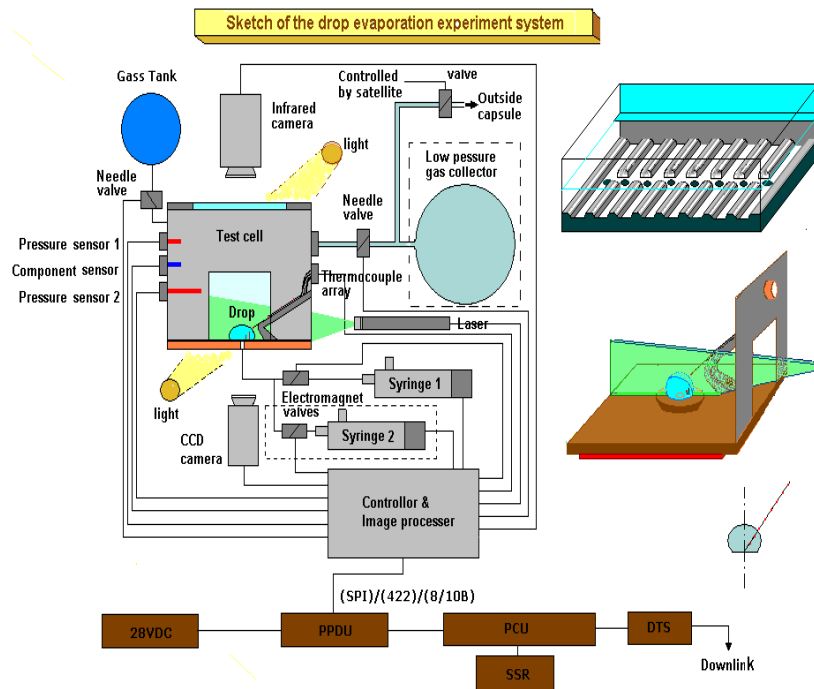 Sketch of the drop evaporation experiment system
Gass Tank
Infrared
camera
light
Controlled
by satellite
valve
Outside
capsule
Low pessure
gas collector
Needle
valve
Needle
valve
Test cell
Pressure sensor 1
Component sensor
Pressure sensor 2
Thermocouple
array
Drop
Laser
light
Syringe 1
Electromagnet
valves
Syringe 2
CCD
camera
Controllor &
Image processer
(SPI)/(422)/(8/10B)
28VDC
PPDU
PCU
DTS
SSR
Downlink